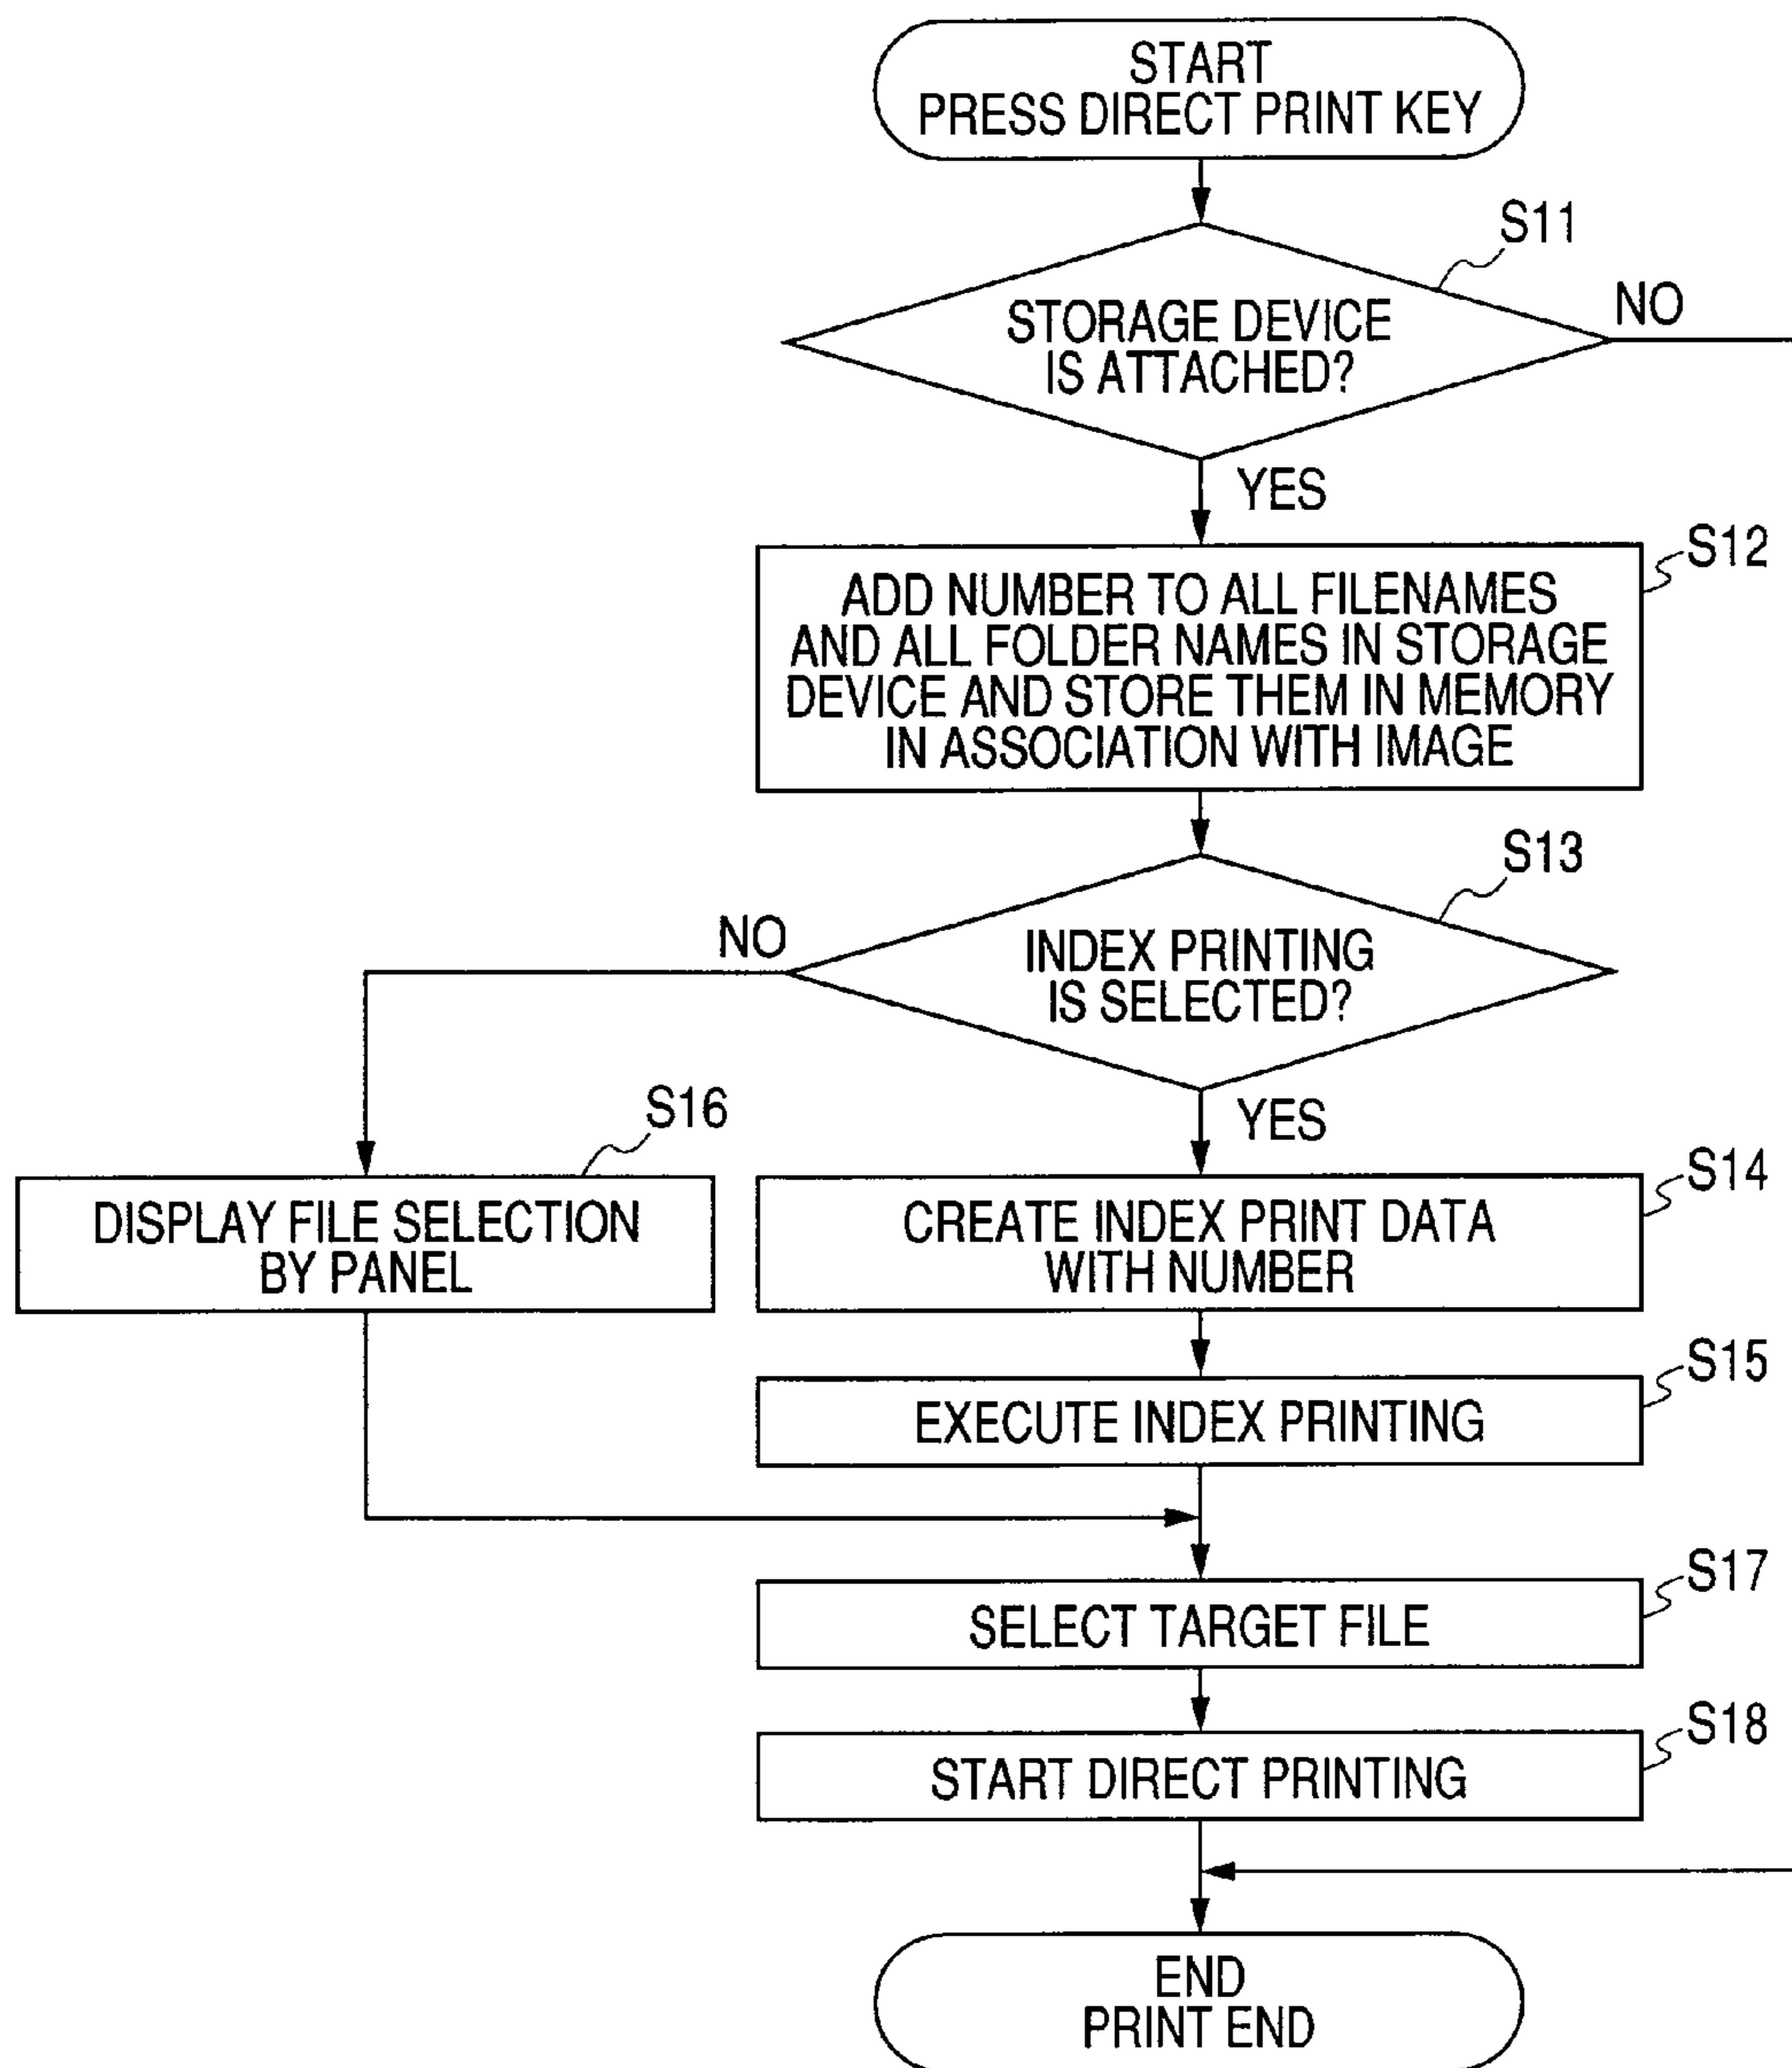 START
PRESS DIRECT PRINT KEY
S11
STORAGE DEVICE
IS ATTACHED?
NO
YES
S12
ADD NUMBER TO ALL FILENAMES
AND ALL FOLDER NAMES IN STORAGE
DEVICE AND STORE THEM IN MEMORY
IN ASSOCIATION WITH IMAGE
S13
INDEX PRINTING
IS SELECTED?
NO
YES
S16
DISPLAY FILE SELECTION
BY PANEL
S14
CREATE INDEX PRINT DATA
WITH NUMBER
S15
EXECUTE INDEX PRINTING
S17
SELECT TARGET FILE
S18
START DIRECT PRINTING
END
PRINT END